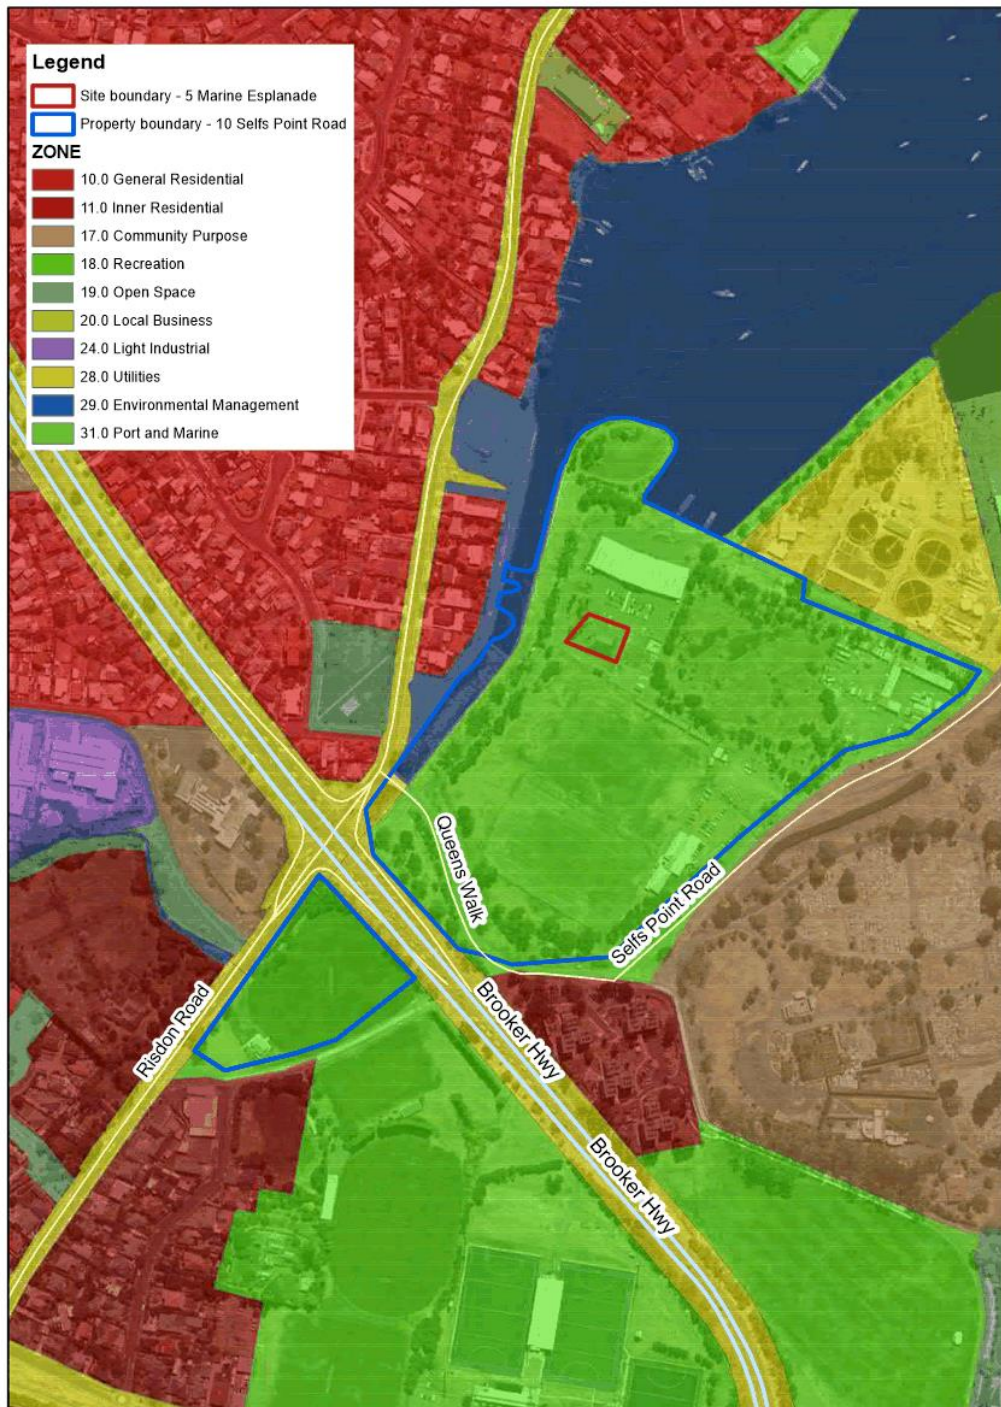 Legend
Site boundary - 5 Marine Esplanade
Property boundary - 10 Selfs Point Road
ZONE
10.0 General Residential
11.0 Inner Residential
17.0 Community Purpose
18.0 Recreation
19.0 Open Space
20.0 Local Business
24.0 Light Industrial
28.0 Utilities
29.0 Environmental Management
31.0 Port and Marine
Queens Walk
Selfs Point Road
Risdon Road
Brooker Hwy
Brooker Hwy